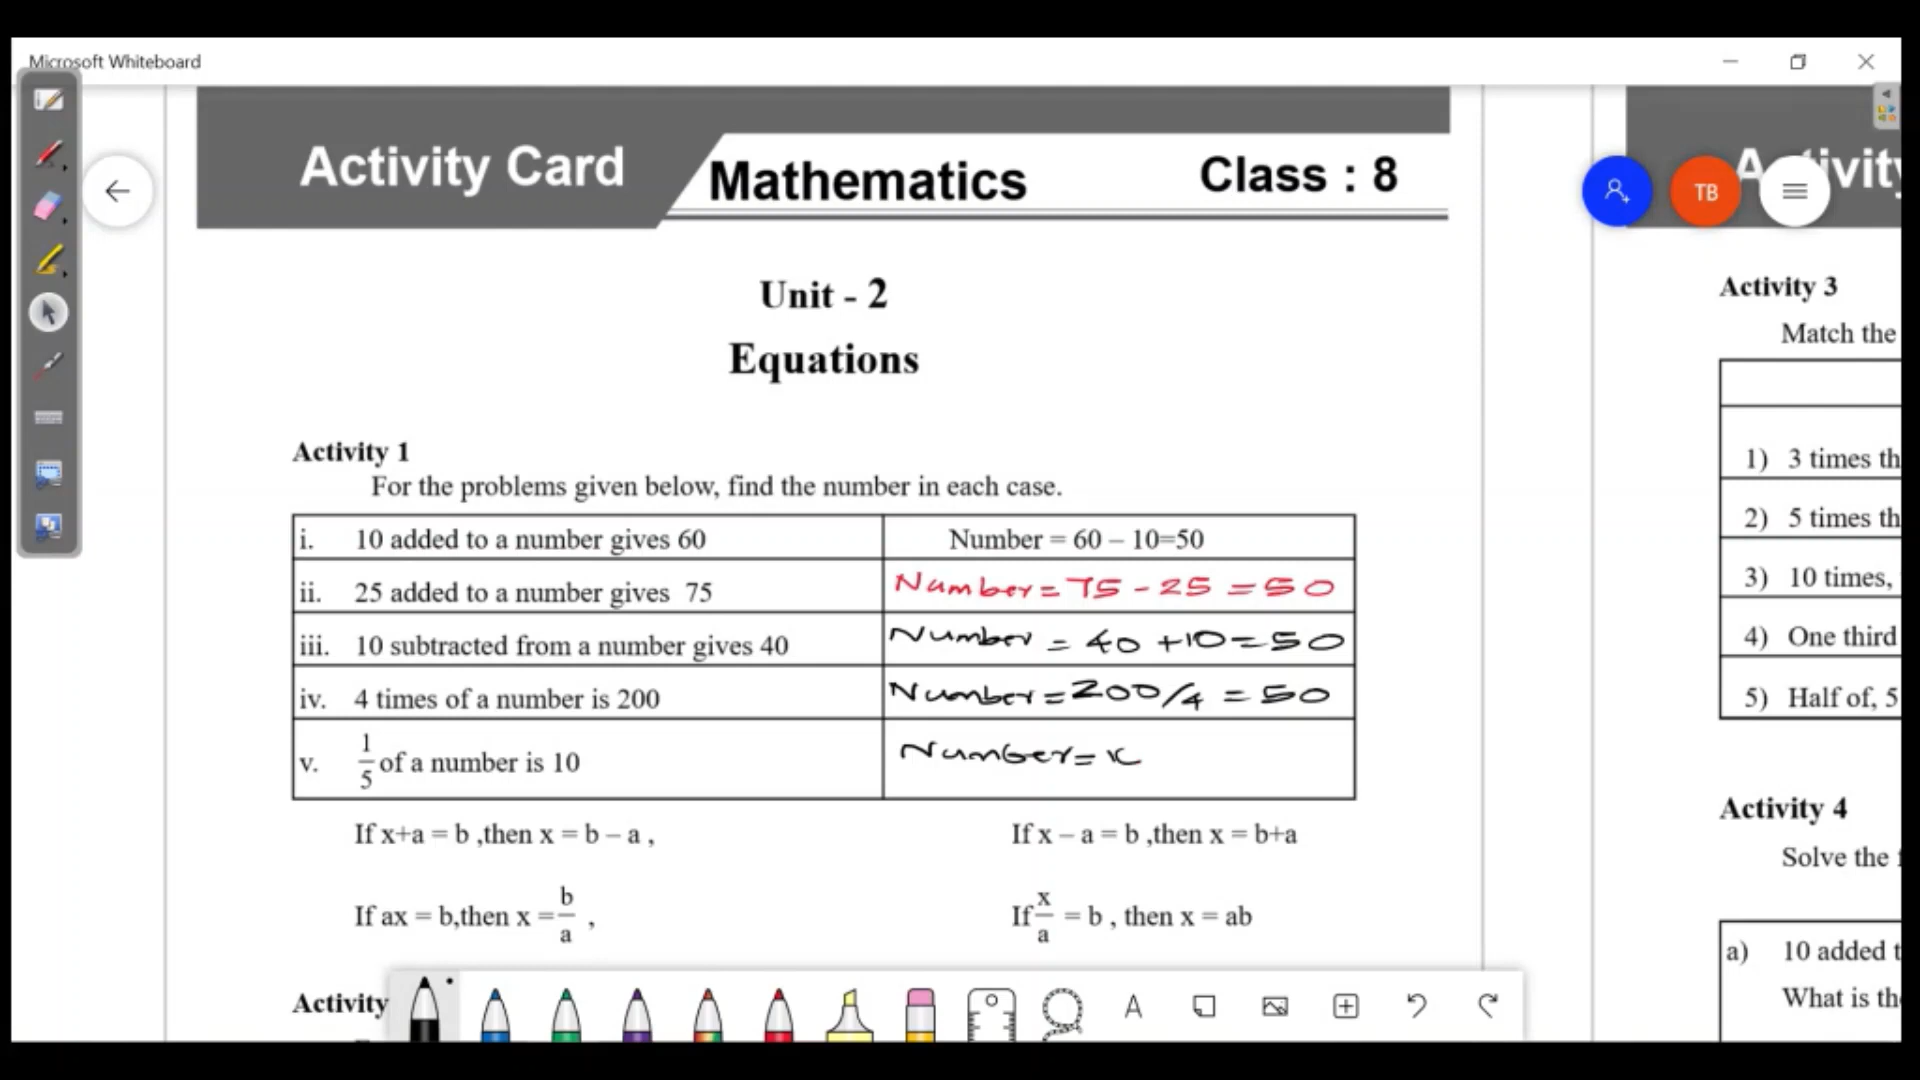 Microsoft Whiteboard
Activity Card
Mathematics
Class : 8
TB
Unit - 2
Equations
Activity 1
For the problems given below, find the number in each case.
i. 10 added to a number gives 60 Number = 60 – 10=50
ii. 25 added to a number gives 75 Number = 75 - 25 = 50
iii. 10 subtracted from a number gives 40 Number = 40 +10 = 50
iv. 4 times of a number is 200 Number = 200/4 = 50
v. 1/5 of a number is 10 Number = x
If x+a = b ,then x = b – a , If x – a = b ,then x = b+a
If ax = b,then x = b/a , If x/a = b , then x = ab
Activity
Activity 3
Match the
1) 3 times th
2) 5 times th
3) 10 times,
4) One third
5) Half of, 5
Activity 4
Solve the
a) 10 added t
What is th
A